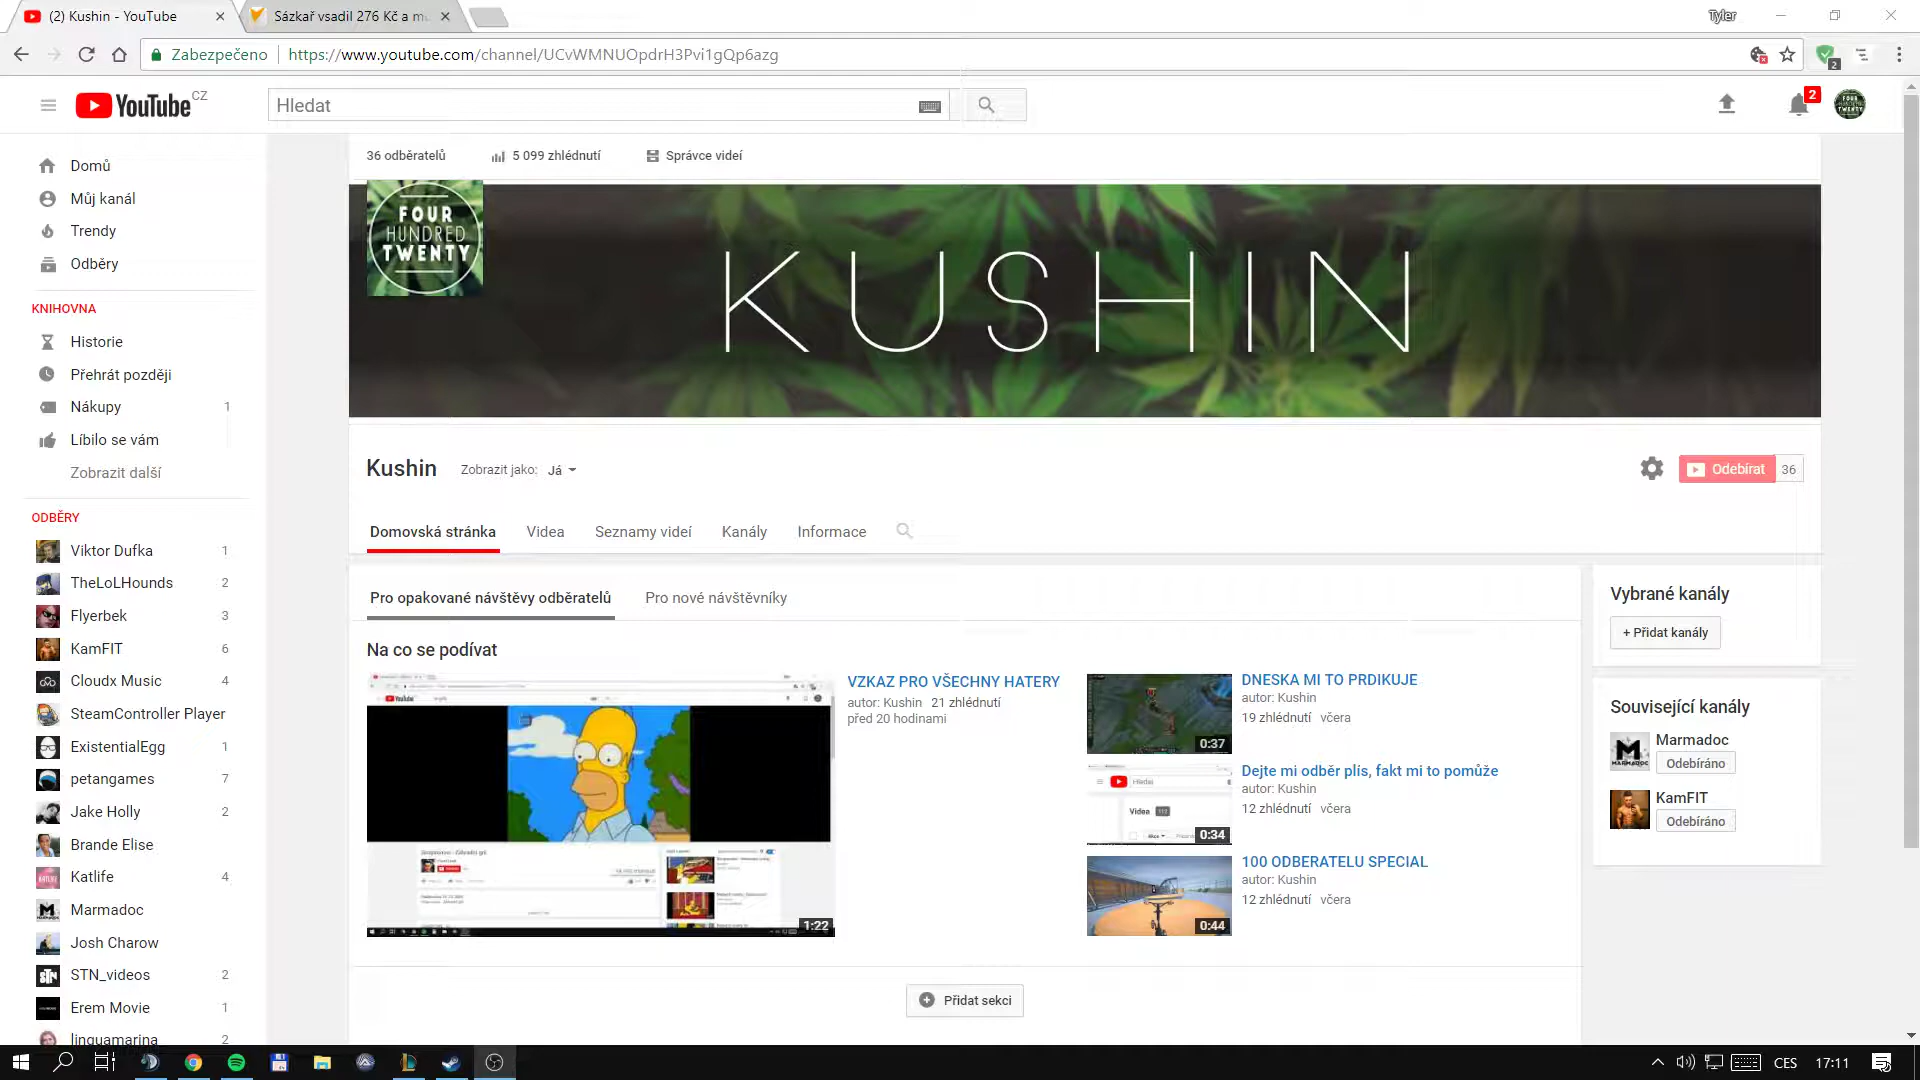 (2) Kushin - YouTube
Sázkař vsadil 276 Kč a mu
Tyler
Zabezpečeno
https://www.youtube.com/channel/UCvWMNUOpdrH3Pvi1gQp6azg
2
YouTube CZ
Hledat
2
Domů
Můj kanál
Trendy
Odběry
KNIHOVNA
Historie
Přehrát později
Nákupy 1
Líbilo se vám
Zobrazit další
ODBĚRY
Viktor Dufka 1
TheLoLHounds 2
Flyerbek 3
KamFIT 6
Cloudx Music 4
SteamController Player
ExistentialEgg 1
petangames 7
Jake Holly 2
Brande Elise
Katlife 4
Marmadoc
Josh Charow
STN_videos 2
Erem Movie 1
linguamarina 2
36 odběratelů
5 099 zhlédnutí
Správce videí
FOUR
HUNDRED
TWENTY
KUSHIN
Kushin
Zobrazit jako: Já
Odebírat 36
Domovská stránka
Videa
Seznamy videí
Kanály
Informace
Pro opakované návštěvy odběratelů
Pro nové návštěvníky
Na co se podívat
1:22
VZKAZ PRO VŠECHNY HATERY
autor: Kushin 21 zhlédnutí
před 20 hodinami
0:37
DNESKA MI TO PRDIKUJE
autor: Kushin
19 zhlédnutí včera
Hledat
Videa
0:34
Dejte mi odběr plís, fakt mi to pomůže
autor: Kushin
12 zhlédnutí včera
0:44
100 ODBERATELU SPECIAL
autor: Kushin
12 zhlédnutí včera
Přidat sekci
Vybrané kanály
+ Přidat kanály
Související kanály
MARMADOC
Marmadoc
Odebíráno
KamFIT
Odebíráno
CES
17:11